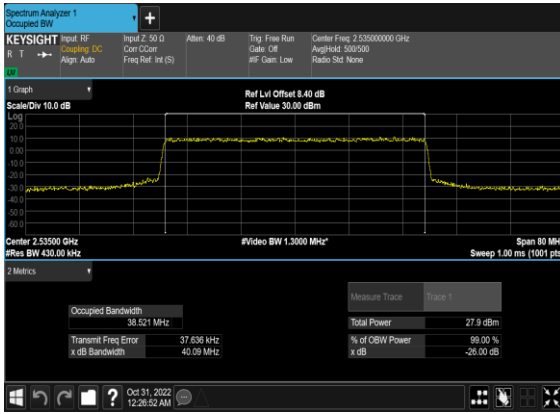 Spectrum Analyzer 1
Occupied BW
KEYSIGHT Input: RF Input Z: 50 Ω Atten: 40 dB Trig: Free Run Center Freq: 2.535000000 GHz
R T Coupling: DC Corr CCorr Gate: Off Avg|Hold: 500/500
Align: Auto Freq Ref: Int (S) #IF Gain: Low Radio Std: None
1 Graph
Ref Lvl Offset 8.40 dB
Scale/Div 10.0 dB Ref Value 30.00 dBm
Log
20.0
10.0
0.00
-10.0
-20.0
-30.0
-40.0
-50.0
-60.0
Center 2.53500 GHz #Video BW 1.3000 MHz* Span 80 MH
#Res BW 430.00 kHz Sweep 1.00 ms (1001 pts
2 Metrics
Measure Trace Trace 1
Occupied Bandwidth
38.521 MHz Total Power 27.9 dBm
Transmit Freq Error 37.636 kHz % of OBW Power 99.00 %
x dB Bandwidth 40.09 MHz x dB -26.00 dB
Oct 31, 2022
12:26:52 AM